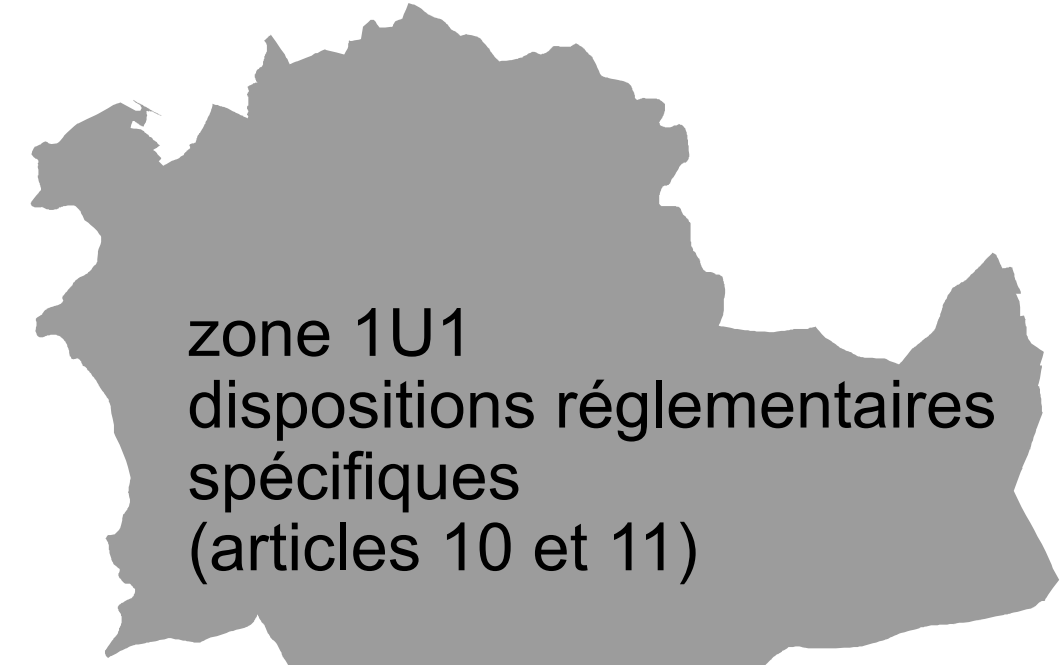 zone 1U1
dispositions réglementaires
spécifiques
(articles 10 et 11)